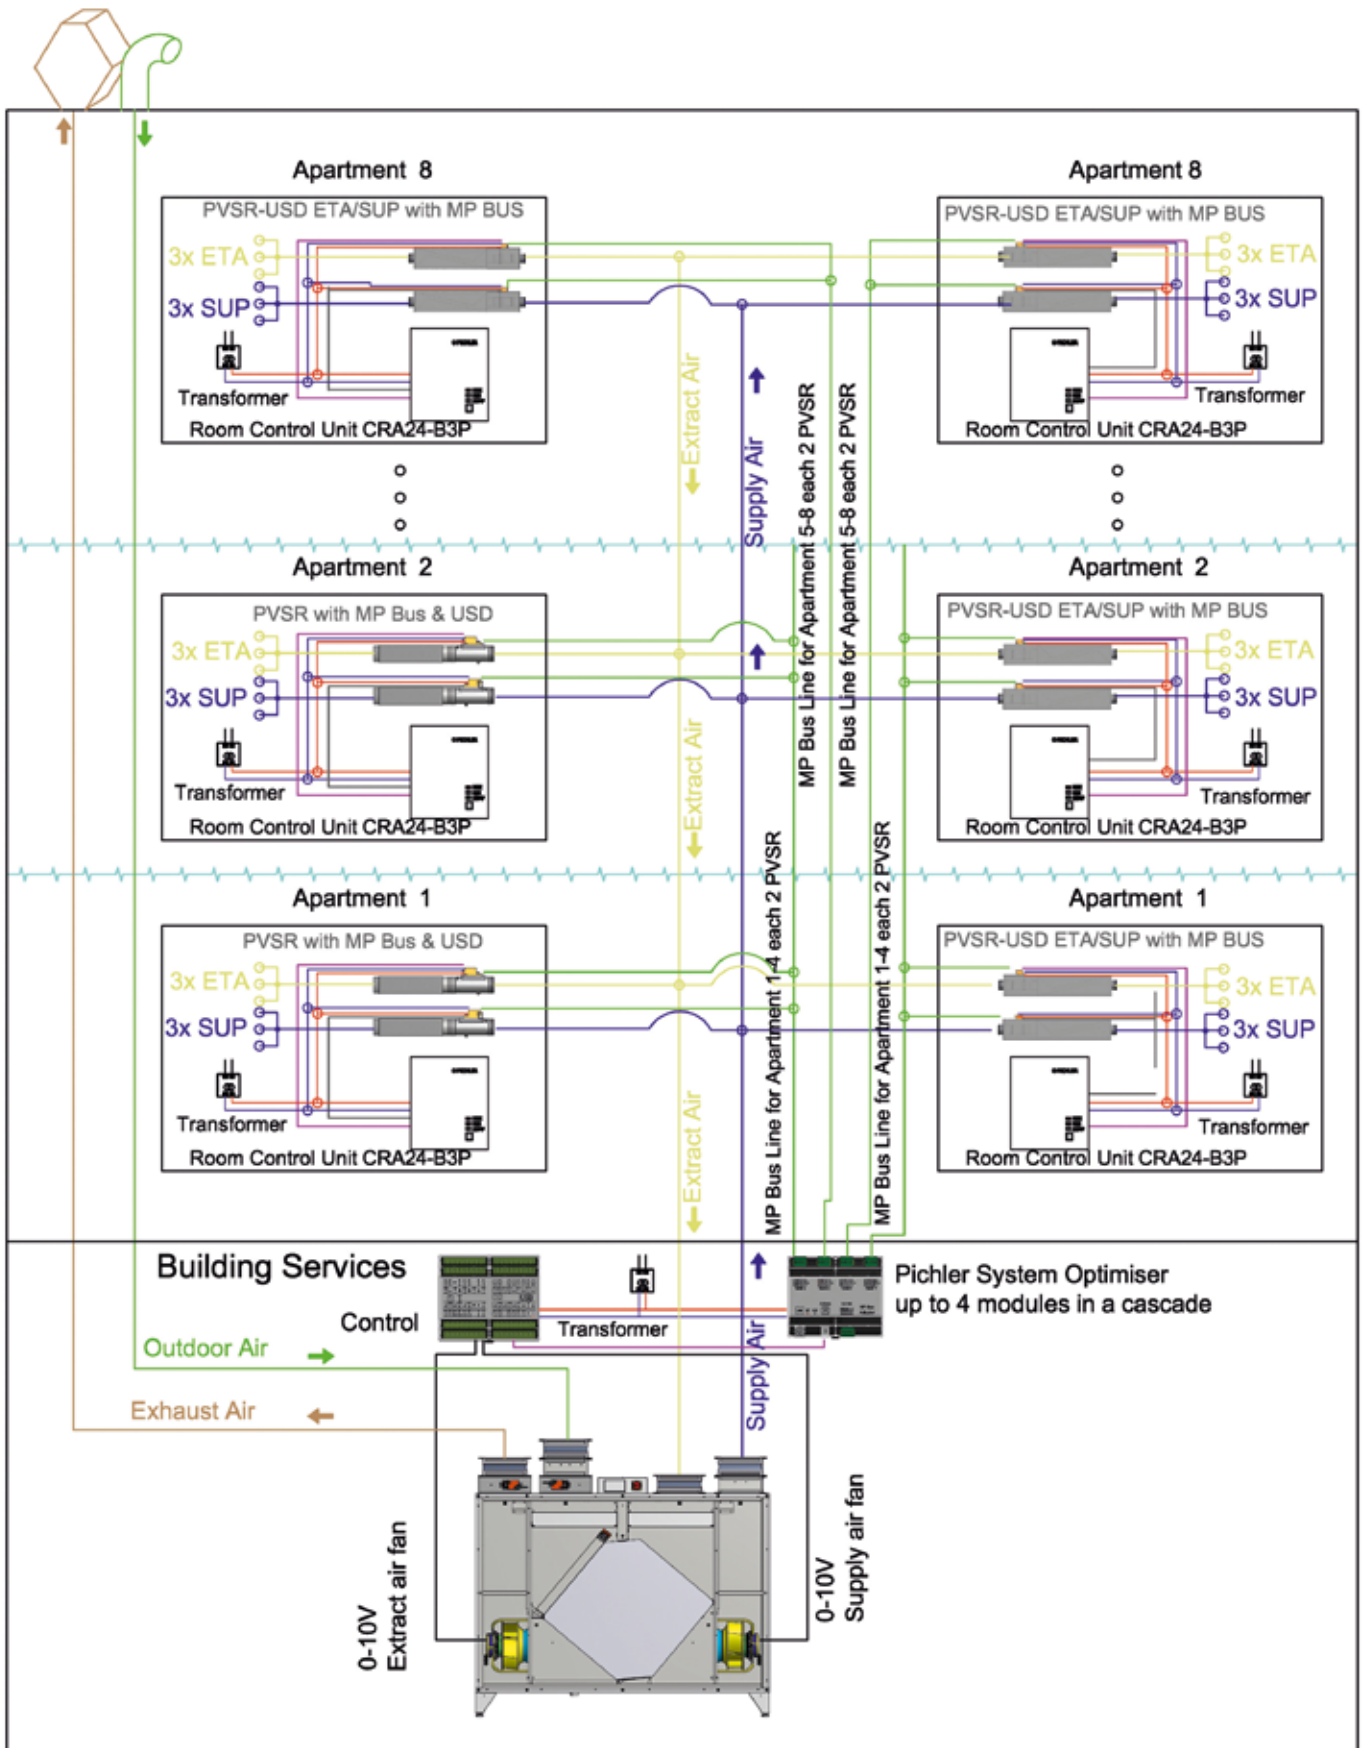 Apartment 8
PVSR-USD ETA/SUP with MP BUS
3x ETA
3x SUP
Transformer
Room Control Unit CRA24-B3P
Apartment 8
PVSR-USD ETA/SUP with MP BUS
3x ETA
3x SUP
Transformer
Room Control Unit CRA24-B3P
Extract Air
Supply Air
MP Bus Line for Apartment 5-8 each 2 PVSR
MP Bus Line for Apartment 5-8 each 2 PVSR
Apartment 2
PVSR with MP Bus & USD
3x ETA
3x SUP
Transformer
Room Control Unit CRA24-B3P
Apartment 2
PVSR-USD ETA/SUP with MP BUS
3x ETA
3x SUP
Transformer
Room Control Unit CRA24-B3P
Extract Air
MP Bus Line for Apartment 1-4 each 2 PVSR
MP Bus Line for Apartment 1-4 each 2 PVSR
Apartment 1
PVSR with MP Bus & USD
3x ETA
3x SUP
Transformer
Room Control Unit CRA24-B3P
Apartment 1
PVSR-USD ETA/SUP with MP BUS
3x ETA
3x SUP
Transformer
Room Control Unit CRA24-B3P
Extract Air
Building Services
Control
Transformer
Pichler System Optimiser
up to 4 modules in a cascade
Outdoor Air
Exhaust Air
Supply Air
0-10V
Extract air fan
0-10V
Supply air fan